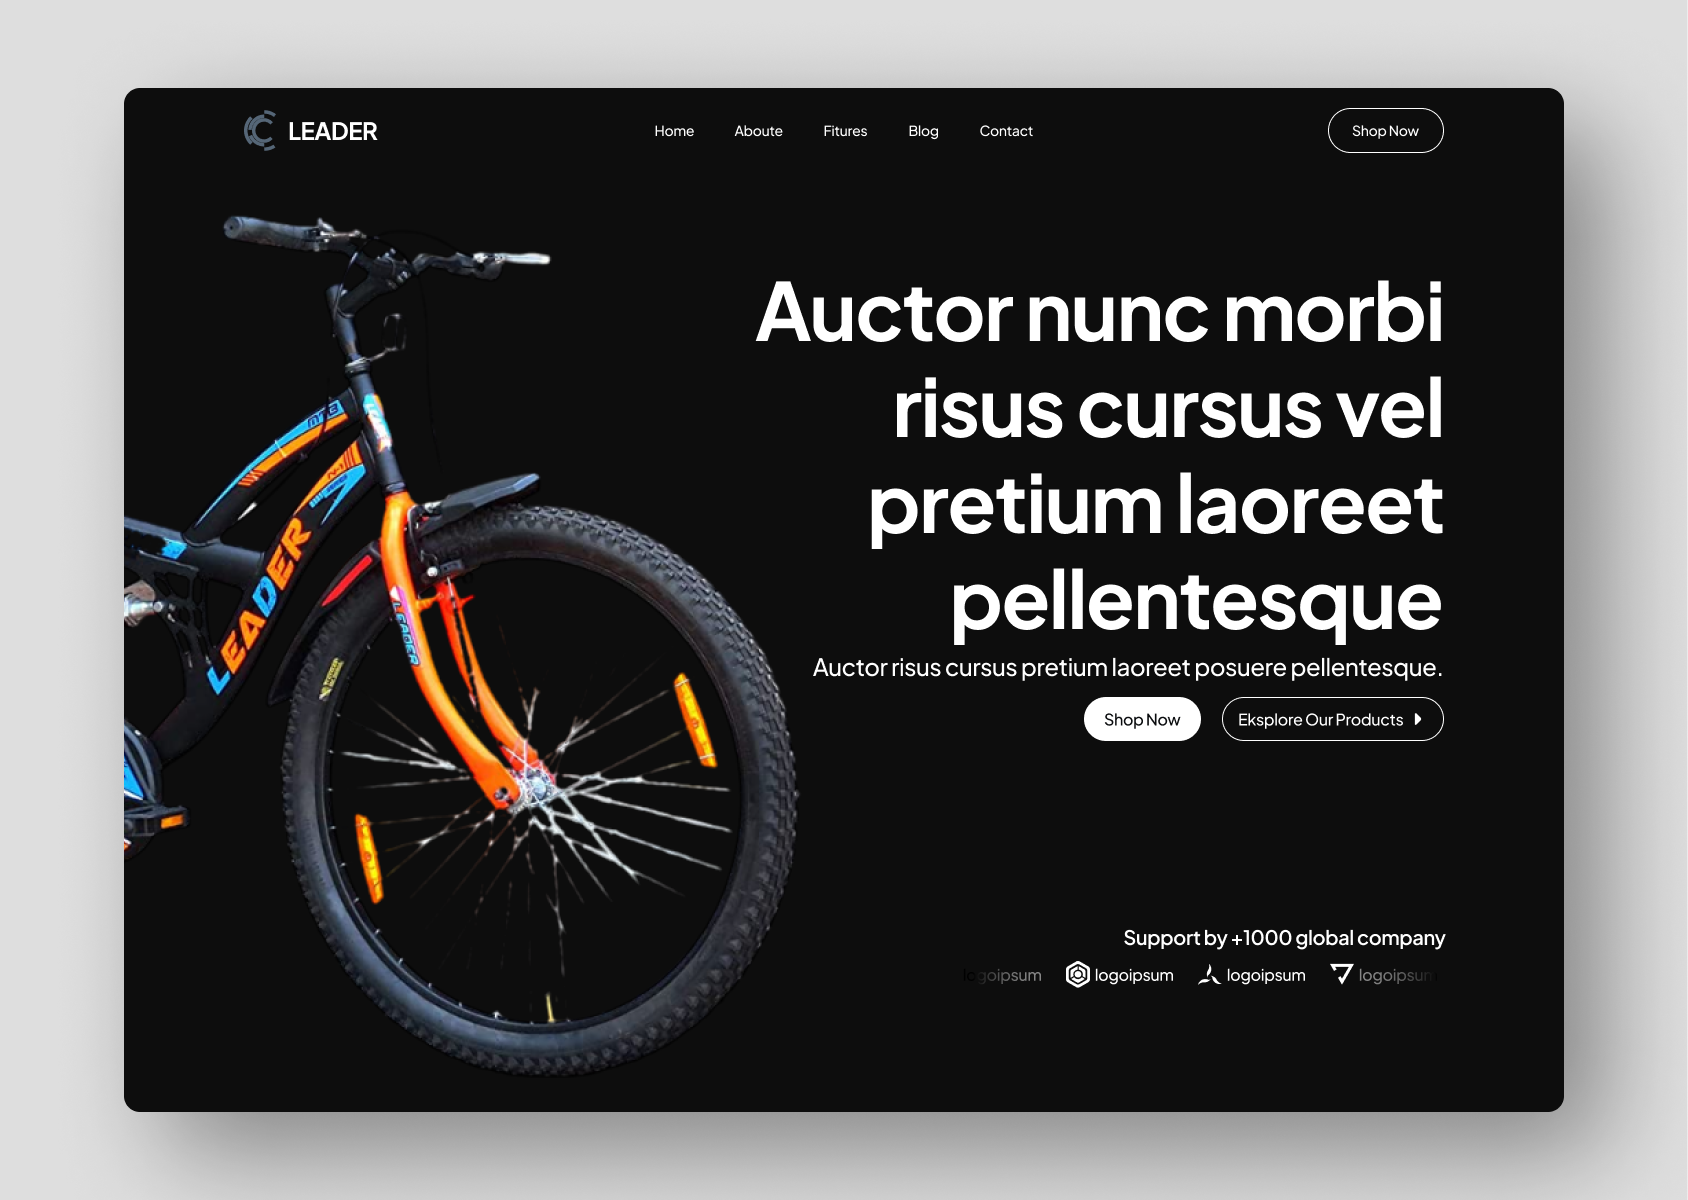 LEADER
Home Aboute Fitures Blog Contact
Shop Now
Auctor nunc morbi
risus cursus vel
pretium laoreet
pellentesque
Auctor risus cursus pretium laoreet posuere pellentesque.
Shop Now
Eksplore Our Products
LEADER
LEADER
Support by +1000 global company
logoipsum logoipsum logoipsum logoipsum